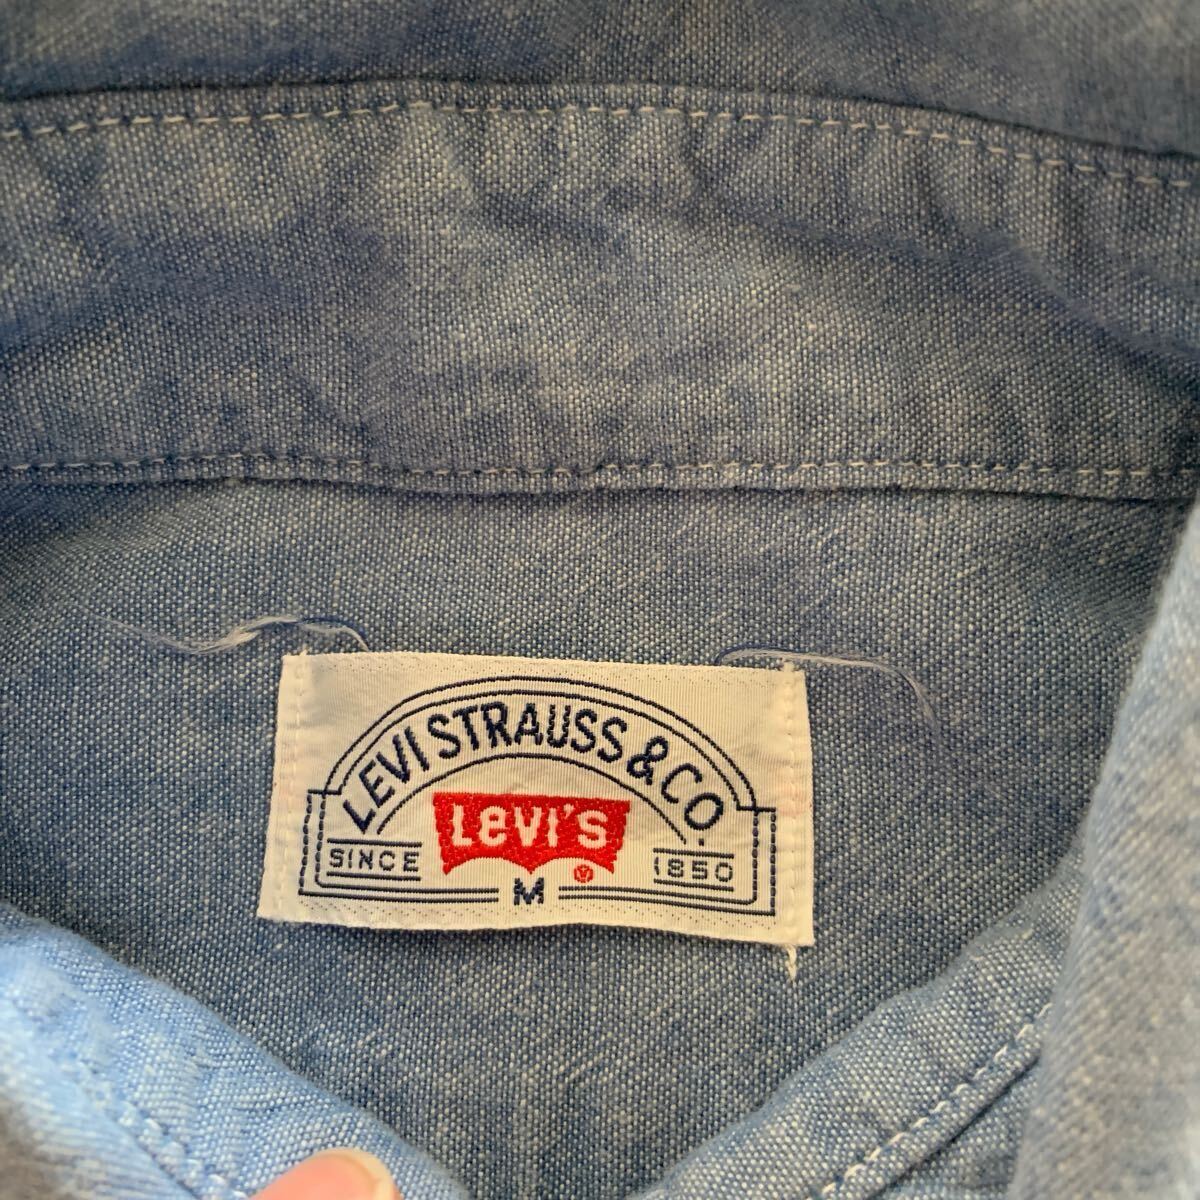 LEVI STRAUSS & CO.
LEVI'S
SINCE 1850
M